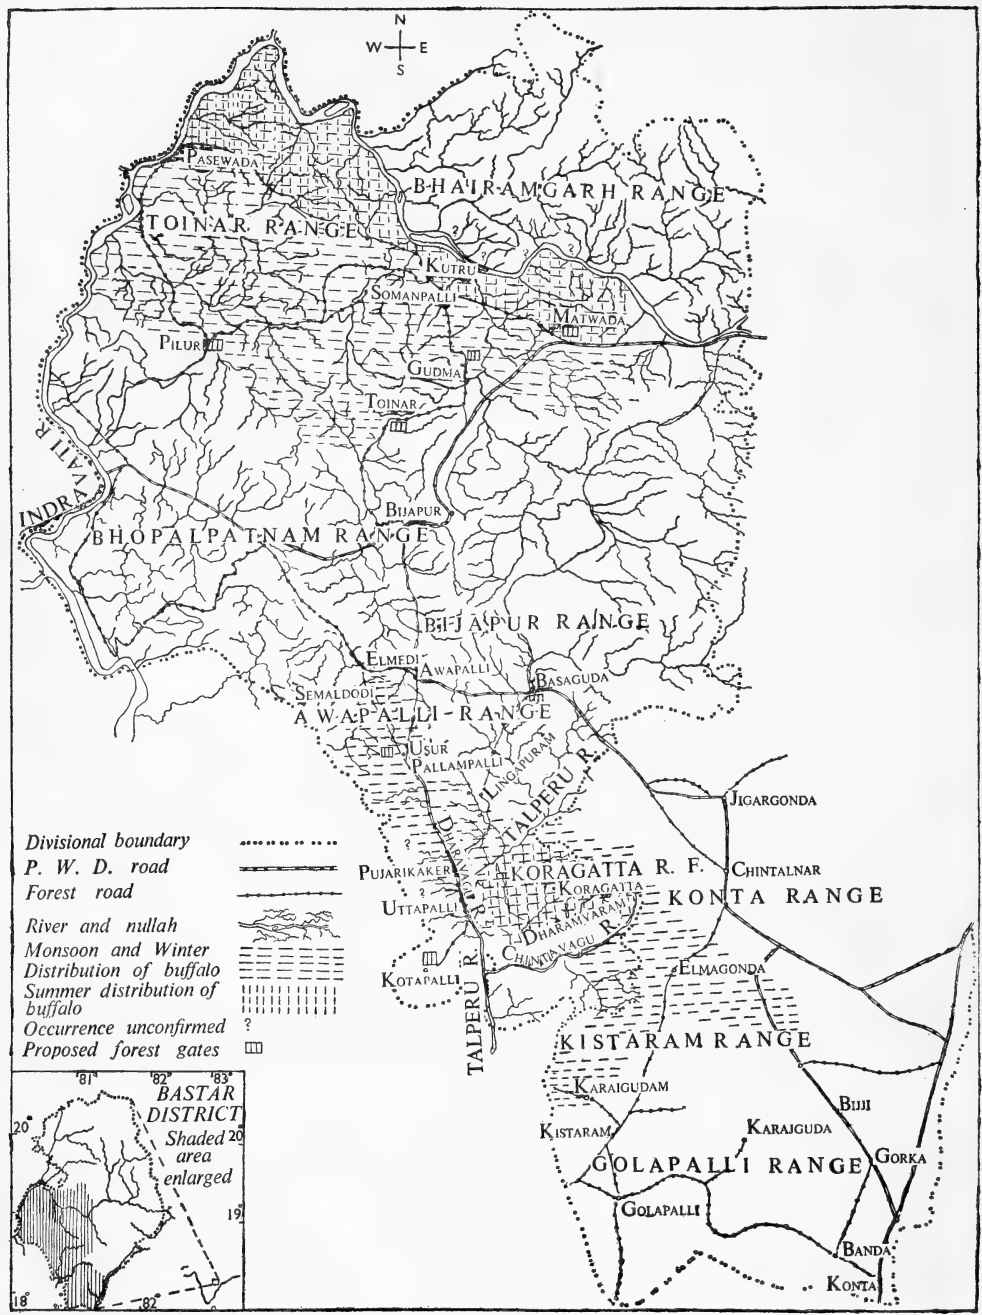 N
W E
S
PASEWADA
BHAIRAMGARH RANGE
TOINAR RANGE
?
?
?
?
KUTRU
SOMANPALLI
MATWADA
?
PILUR
GUDMA
TOINAR
INDRAVATI R.
BIJAPUR
BHOPALPATNAM RANGE
BIJAPUR RANGE
ELMEDI
AWAPALLI
BASAGUDA
SEMALDODI
AWAPALLI RANGE
USUR
PALLAMPALLI
LINGAPURAM
TALPERU R.
JIGARGONDA
Divisional boundary
P. W. D. road
Forest road
River and nullah
Monsoon and Winter
Distribution of buffalo
Summer distribution of
buffalo
Occurrence unconfirmed ?
Proposed forest gates
?
DHARAVAGU R.
PUJARIKAKER
KORAGATTA R. F.
KORAGATTA
CHINTALNAR
KONTA RANGE
?
UTTAPALLI
DHARMVARAM
CHINTAVAGU R.
KOTAPALLI
TALPERU R.
ELMAGONDA
KISTARAM RANGE
KARAIGUDAM
BIJJI
KISTARAM
KARAIGUDA
GOLAPALLI RANGE
GORKA
GOLAPALLI
BANDA
KONTA
81° 82° 83°
BASTAR
DISTRICT
20° 20
Shaded
area
enlarged
19°
18 82°